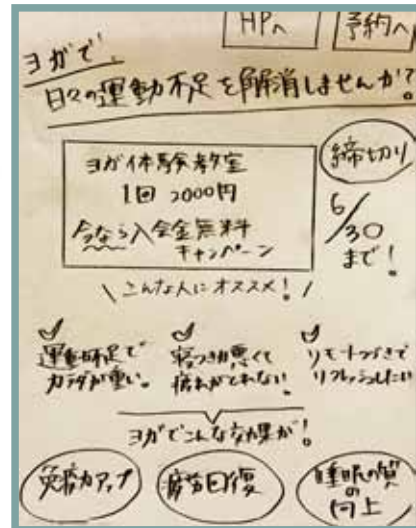 HPへ
予約へ
ヨガで、
日々の運動不足を解消しませんか?
ヨガ体験教室
1回 2000円
今なら入会金無料
キャンペーン
締切り
6/30
まで!
\こんな人にオススメ!/
運動不足で
カラダが重い。
寝つきが悪くて
疲れがとれない。
リモートつづきで
リフレッシュしたい
ヨガでこんな効果が!
免疫力アップ
疲労回復
睡眠の質
の
向上